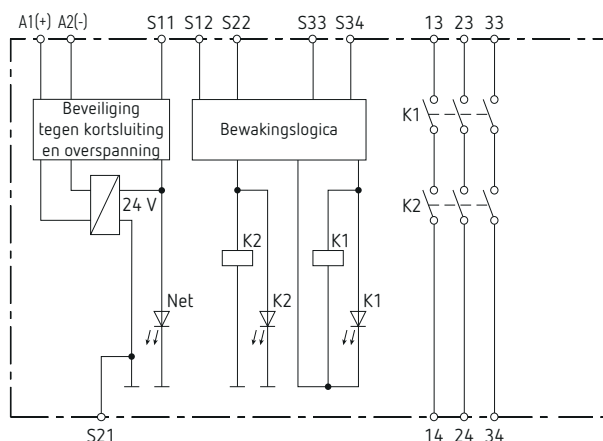 A1(+) A2(-) S11 S12 S22 S33 S34 13 23 33
Beveiliging
tegen kortsluiting
en overspanning
Bewakingslogica
K1
24 V
K2
K2 K1
Net K2 K1
S21 14 24 34